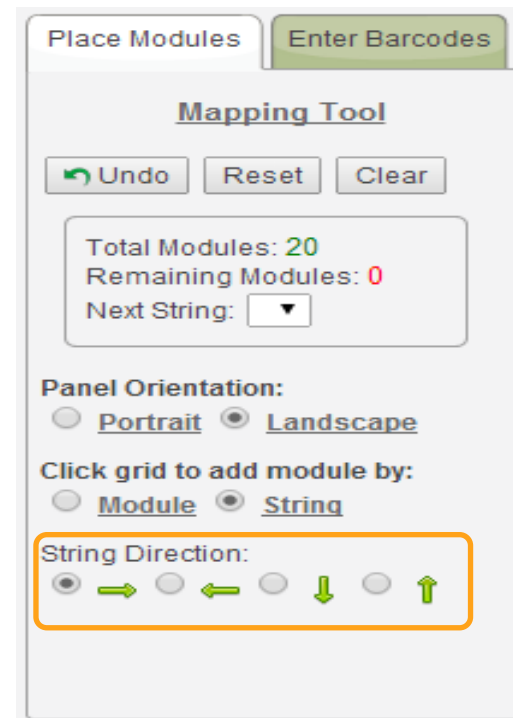 Place Modules Enter Barcodes
Mapping Tool
Undo Reset Clear
Total Modules: 20
Remaining Modules: 0
Next String:
Panel Orientation:
Portrait Landscape
Click grid to add module by:
Module String
String Direction: